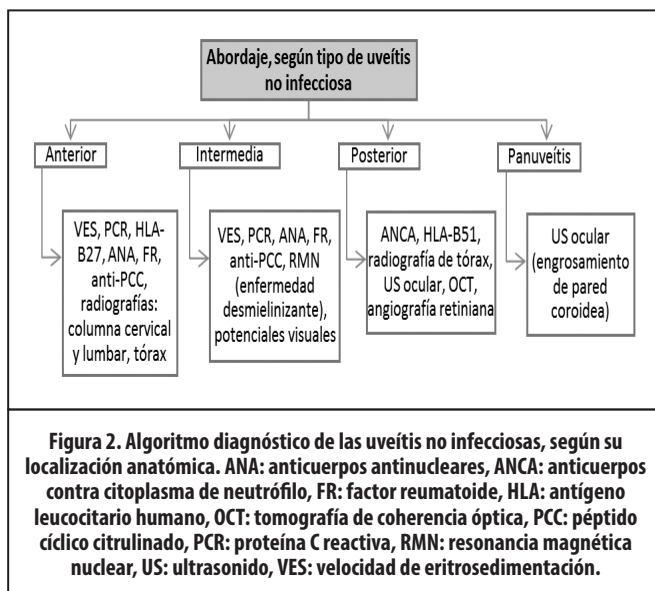 Abordaje, según tipo de uveítis
no infecciosa
Anterior
Intermedia
Posterior
Panuveítis
VES, PCR, HLA-
B27, ANA, FR,
anti-PCC,
radiografías:
columna cervical
y lumbar, tórax
VES, PCR, ANA, FR,
anti-PCC, RMN
(enfermedad
desmielinizante),
potenciales visuales
ANCA, HLA-B51,
radiografía de tórax,
US ocular, OCT,
angiografía retiniana
US ocular
(engrosamiento
de pared
coroidea)
Figura 2. Algoritmo diagnóstico de las uveítis no infecciosas, según su
localización anatómica. ANA: anticuerpos antinucleares, ANCA: anticuerpos
contra citoplasma de neutrófilo, FR: factor reumatoide, HLA: antígeno
leucocitario humano, OCT: tomografía de coherencia óptica, PCC: péptido
cíclico citrulinado, PCR: proteína C reactiva, RMN: resonancia magnética
nuclear, US: ultrasonido, VES: velocidad de eritrosedimentación.